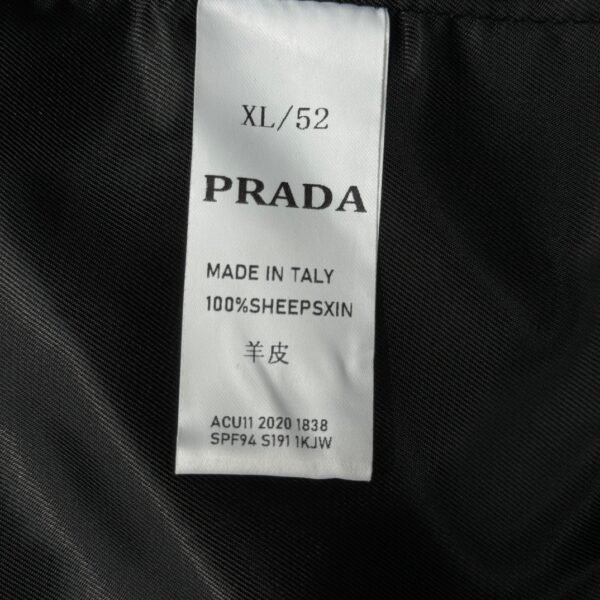 XL/52
PRADA
MADE IN TALY
100%SHEEPSXIN
羊皮
ACU11 2020 1838
SPF94 S191 1KJW